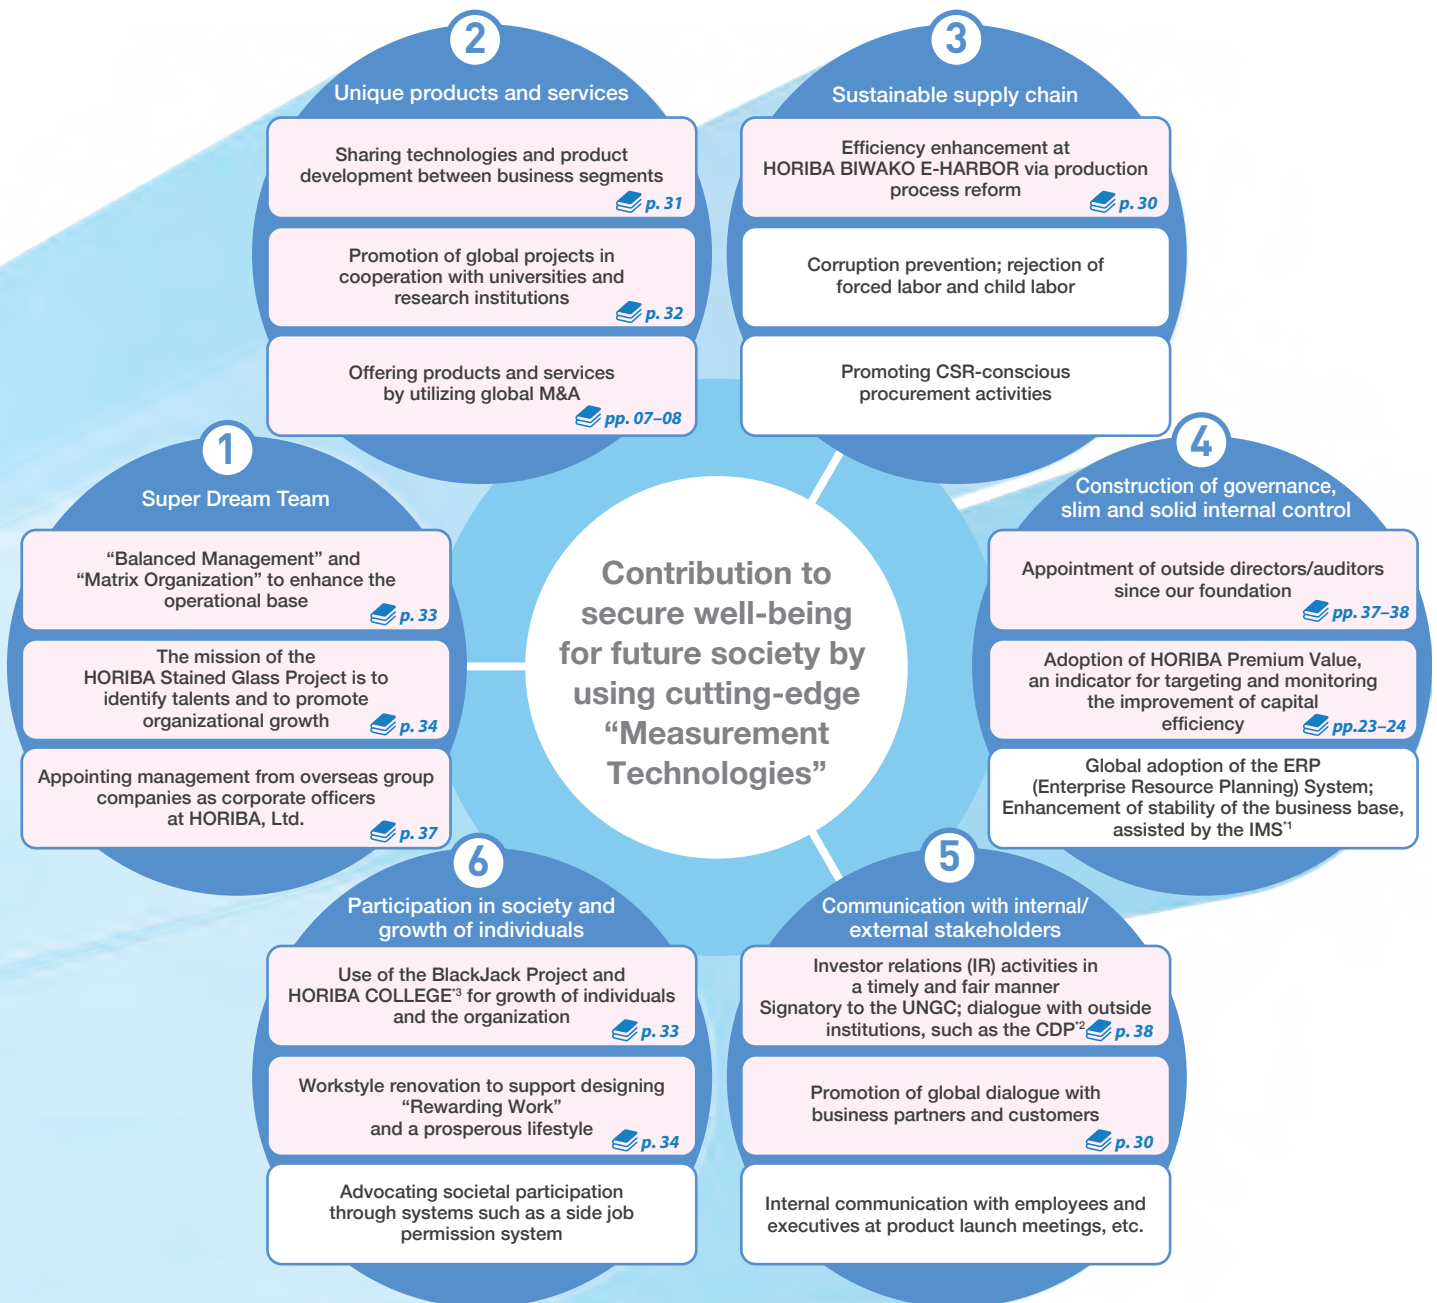 1
Super Dream Team
“Balanced Management” and
“Matrix Organization” to enhance the
operational base
p. 33
The mission of the
HORIBA Stained Glass Project is to
identify talents and to promote
organizational growth
p. 34
Appointing management from overseas group
companies as corporate officers
at HORIBA, Ltd.
p. 37
2
Unique products and services
Sharing technologies and product
development between business segments
p. 31
Promotion of global projects in
cooperation with universities and
research institutions
p. 32
Offering products and services
by utilizing global M&A
pp. 07–08
3
Sustainable supply chain
Efficiency enhancement at
HORIBA BIWAKO E-HARBOR via production
process reform
p. 30
Corruption prevention; rejection of
forced labor and child labor
Promoting CSR-conscious
procurement activities
4
Construction of governance,
slim and solid internal control
Appointment of outside directors/auditors
since our foundation
pp. 37–38
Adoption of HORIBA Premium Value,
an indicator for targeting and monitoring
the improvement of capital
efficiency
pp.23–24
Global adoption of the ERP
(Enterprise Resource Planning) System;
Enhancement of stability of the business base,
assisted by the IMS*1
5
Communication with internal/
external stakeholders
Investor relations (IR) activities in
a timely and fair manner
Signatory to the UNGC; dialogue with outside
institutions, such as the CDP*2
p. 38
Promotion of global dialogue with
business partners and customers
p. 30
Internal communication with employees and
executives at product launch meetings, etc.
6
Participation in society and
growth of individuals
Use of the BlackJack Project and
HORIBA COLLEGE*3 for growth of individuals
and the organization
p. 33
Workstyle renovation to support designing
“Rewarding Work”
and a prosperous lifestyle
p. 34
Advocating societal participation
through systems such as a side job
permission system
Contribution to
secure well-being
for future society by
using cutting-edge
“Measurement
Technologies”